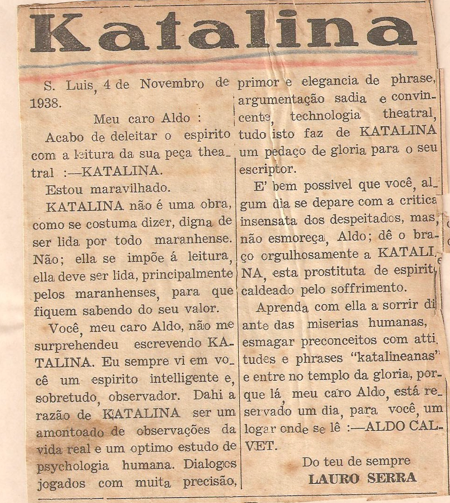 Katalina
S. Luis, 4 de Novembro de
1938.
Meu caro Aldo :
Acabo de deleitar o espirito
com a leitura da sua peça thea-
tral :—KATALINA.
Estou maravilhado.
KATALINA não é uma obra,
como se costuma dizer, digna de
ser lida por todo maranhense.
Não; ella se impõe á leitura,
ella deve ser lida, principalmente
pelos maranhenses, para que
fiquem sabendo do seu valor.
Você, meu caro Aldo, não me
surprehendeu escrevendo KA-
TALINA. Eu sempre vi em vo-
cê um espirito intelligente e,
sobretudo, observador. Dahi a
razão de KATALINA ser um
amontoado de observações da
vida real e um optimo estudo de
psychologia humana. Dialogos
jogados com muita precisão,
primor e elegancia de phrase,
argumentação sadia e convin-
cente, technologia theatral,
tudo isto faz de KATALINA
um pedaço de gloria para o seu
escriptor.
E' bem possivel que você, al-
gum dia se depare com a critica
insensata dos despeitados, mas,
não esmoreça, Aldo; dê o bra-
ço orgulhosamente a KATALI-
NA, esta prostituta de espirito
caldeado pelo soffrimento.
Aprenda com ella a sorrir di
ante das miserias humanas,
esmagar preconceitos com atti-
tudes e phrases "katalineanas"
e entre no templo da gloria, por-
que lá, meu caro Aldo, está re-
servado um dia, para você, um
logar onde se lê :—ALDO CAL-
VET.
Do teu de sempre
LAURO SERRA